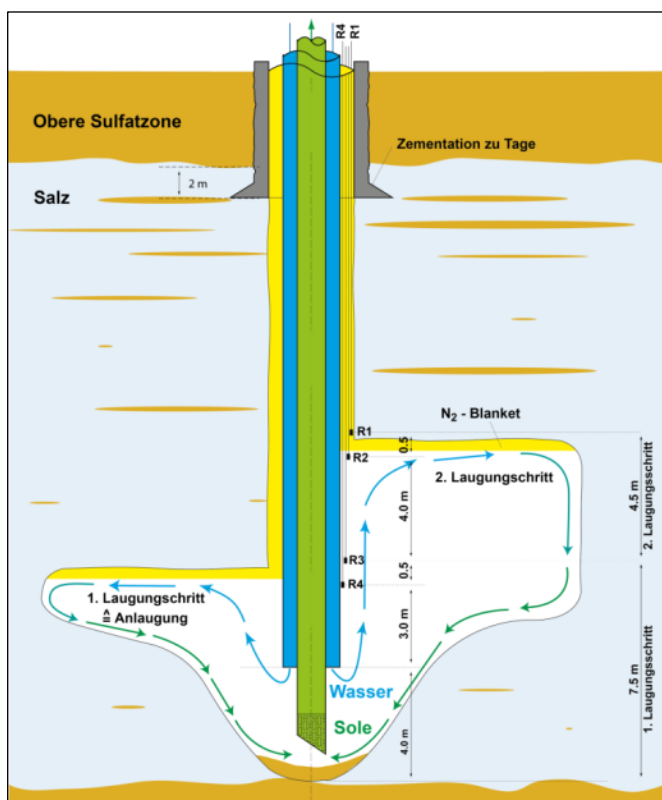 R4
R1
Obere Sulfatzone
Zementation zu Tage
2 m
Salz
N2 - Blanket
R1
0.5
R2
2. Laugungschritt
4.0 m
4.5 m
2. Laugungsschritt
R3
0.5
R4
1. Laugungschritt
≙ Anlaugung
3.0 m
7.5 m
1. Laugungsschritt
Wasser
Sole
4.0 m